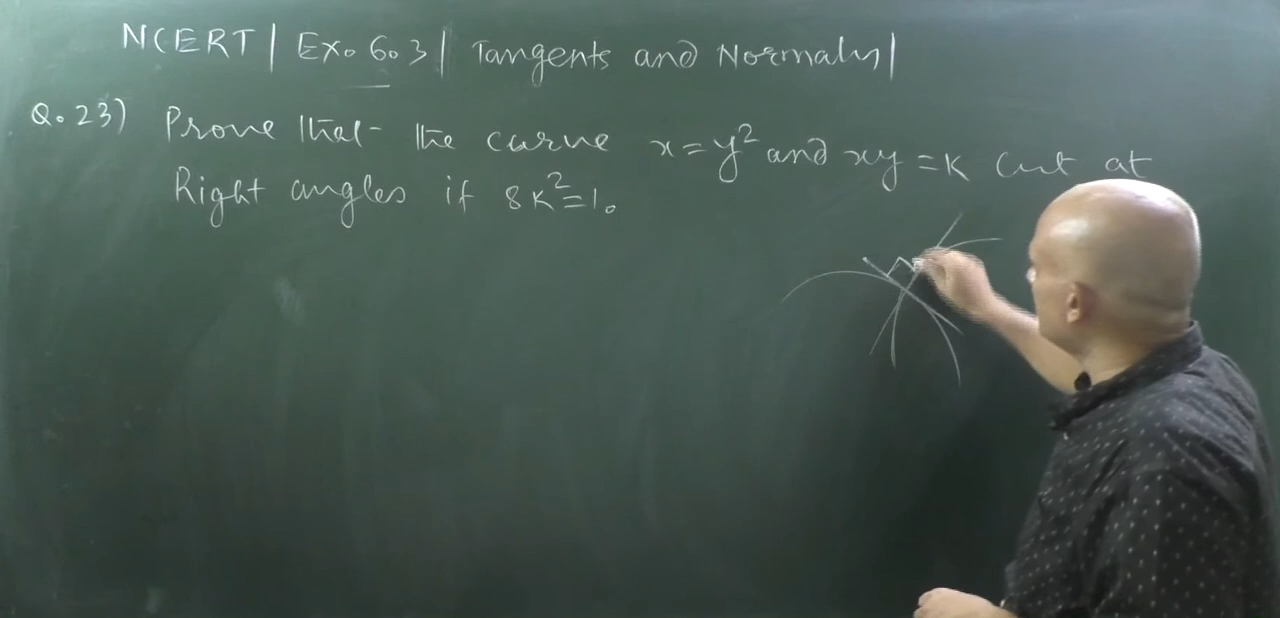 NCERT | Ex. 6.3 | Tangents and Normals |
Q.23) Prove that the curve x=y² and xy=K cut at
Right angles if 8K²=1.